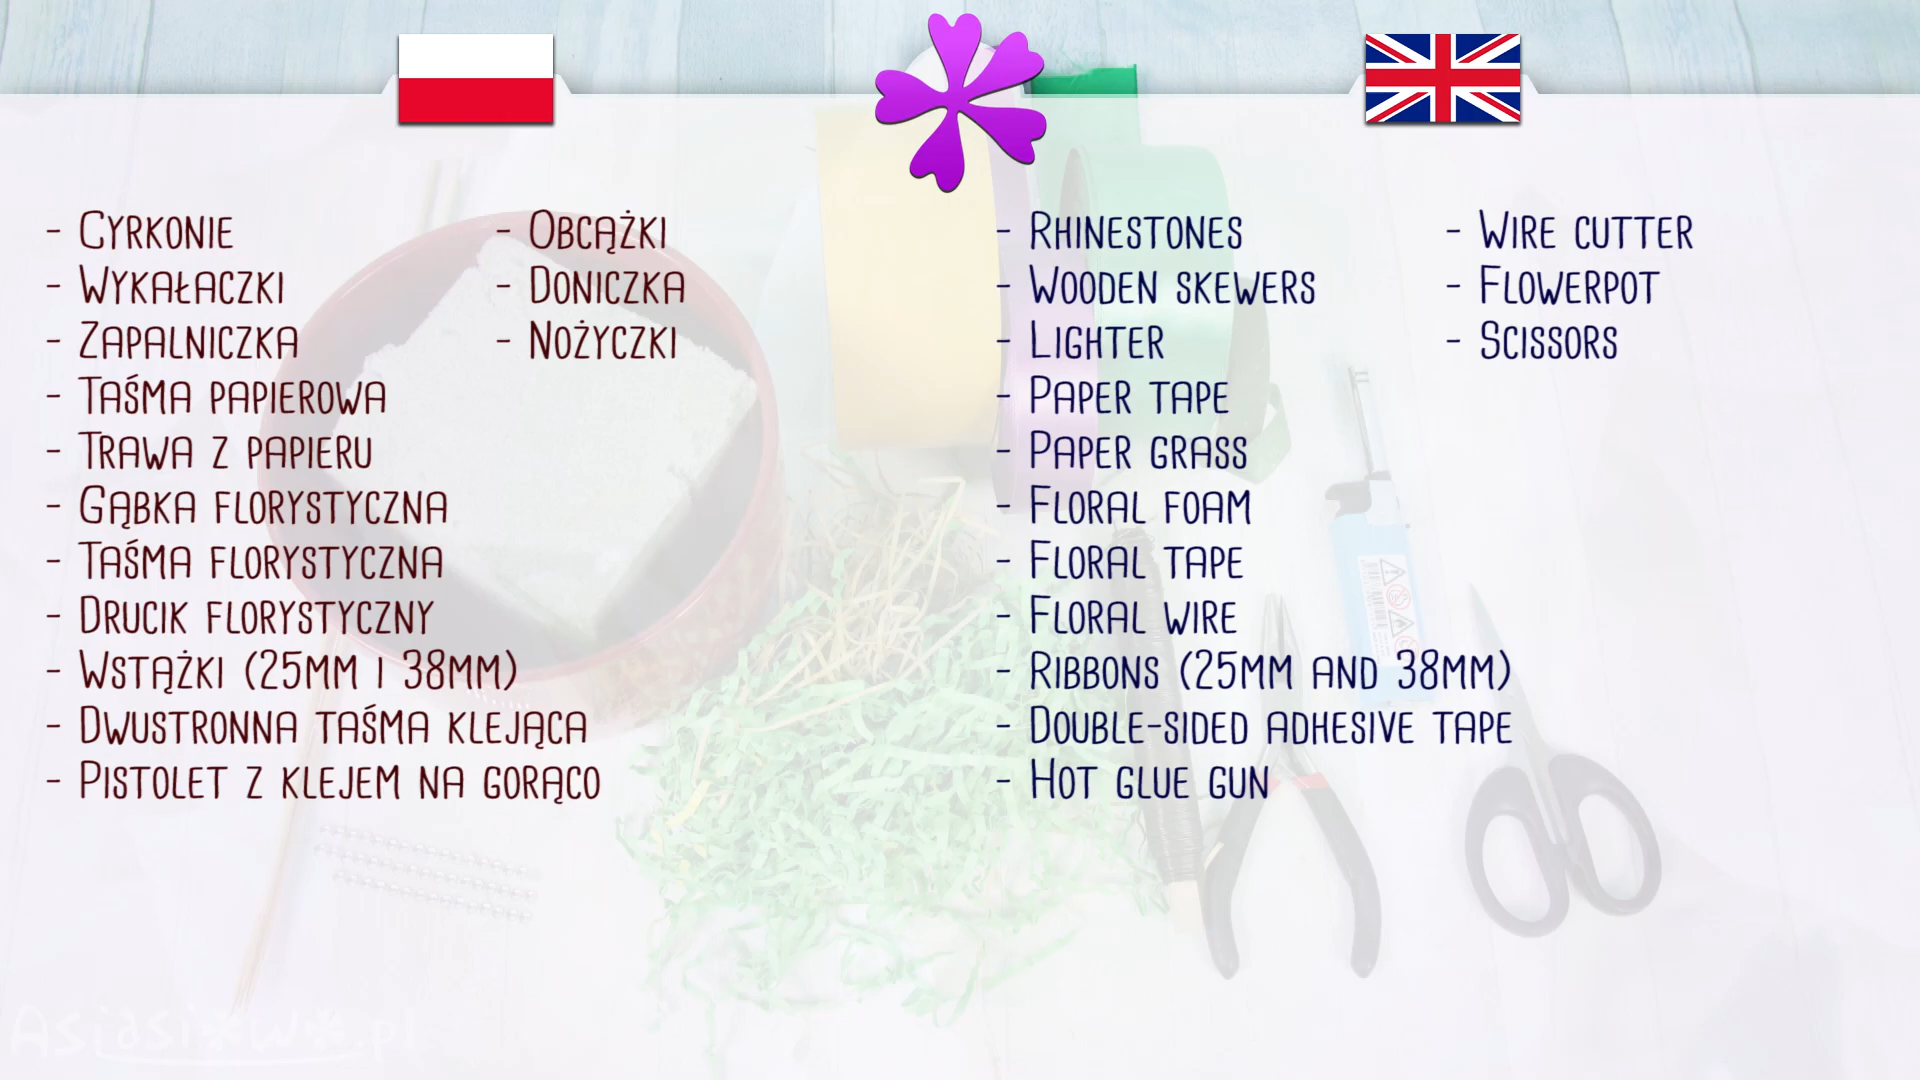 - Cyrkonie
- Wykałaczki
- Zapalniczka
- Taśma papierowa
- Trawa z papieru
- Gąbka florystyczna
- Taśma florystyczna
- Drucik florystyczny
- Wstążki (25mm i 38mm)
- Dwustronna taśma klejąca
- Pistolet z klejem na gorąco
- Obcążki
- Doniczka
- Nożyczki
- Rhinestones
- Wooden skewers
- Lighter
- Paper tape
- Paper grass
- Floral foam
- Floral tape
- Floral wire
- Ribbons (25mm and 38mm)
- Double-sided adhesive tape
- Hot glue gun
- Wire cutter
- Flowerpot
- Scissors
Asiasiowo.pl